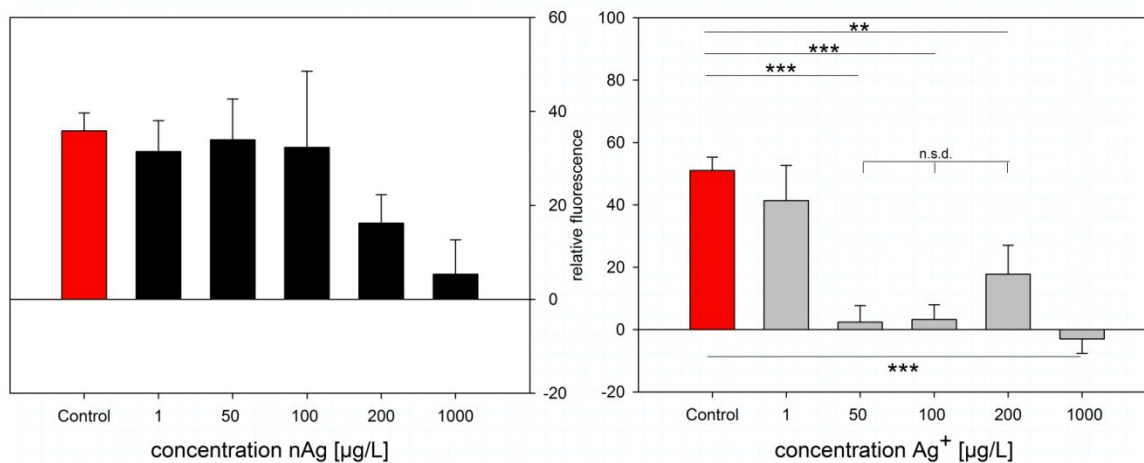 60
40
20
0
-20
relative fluorescence
Control 1 50 100 200 1000
concentration nAg [µg/L]
100
80
60
40
20
0
-20
**
***
***
n.s.d.
***
Control 1 50 100 200 1000
concentration Ag+ [µg/L]